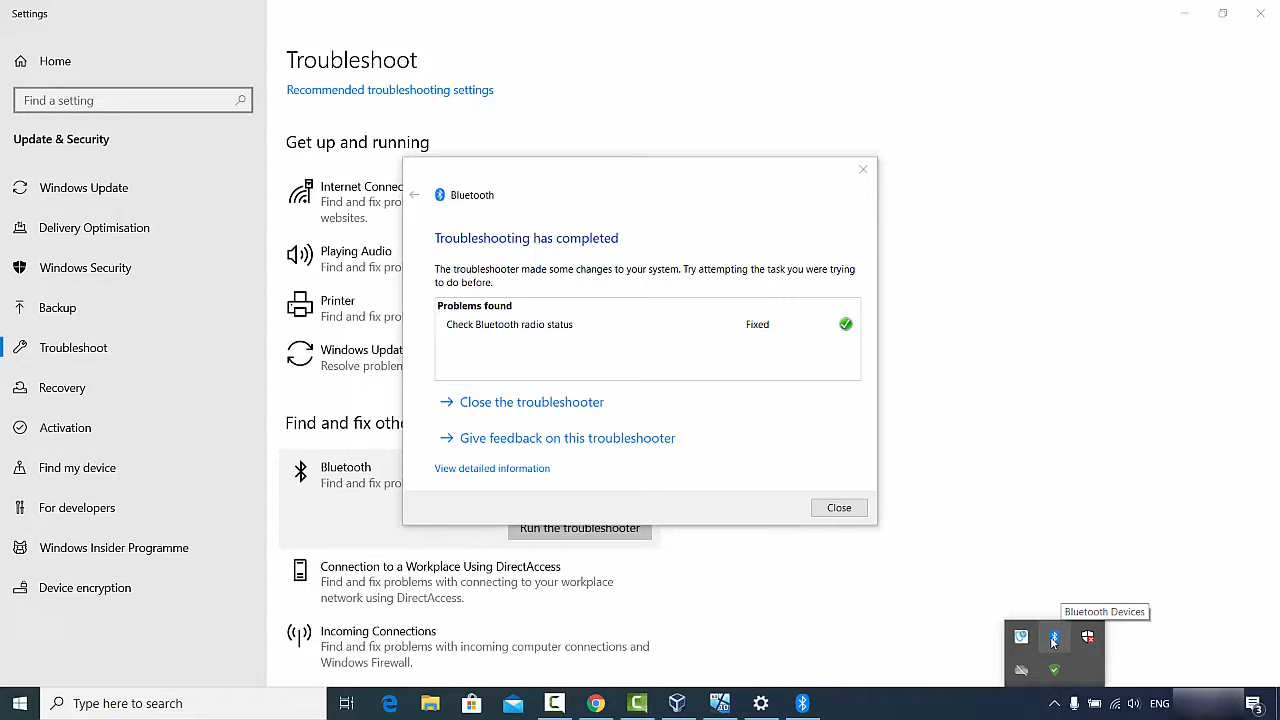 Settings
Home
Find a setting
Update & Security
Windows Update
Delivery Optimisation
Windows Security
Backup
Troubleshoot
Recovery
Activation
Find my device
For developers
Windows Insider Programme
Device encryption
Troubleshoot
Recommended troubleshooting settings
Get up and running
Internet Connec
Find and fix pro
websites.
Playing Audio
Find and fix pro
Printer
Find and fix pro
Windows Updat
Resolve problem
Find and fix othe
Bluetooth
Find and fix pro
Run the troubleshooter
Connection to a Workplace Using DirectAccess
Find and fix problems with connecting to your workplace
network using DirectAccess.
Incoming Connections
Find and fix problems with incoming computer connections and
Windows Firewall.
Bluetooth
Troubleshooting has completed
The troubleshooter made some changes to your system. Try attempting the task you were trying
to do before.
Problems found
Check Bluetooth radio status Fixed
Close the troubleshooter
Give feedback on this troubleshooter
View detailed information
Close
Bluetooth Devices
Type here to search
ENG
3